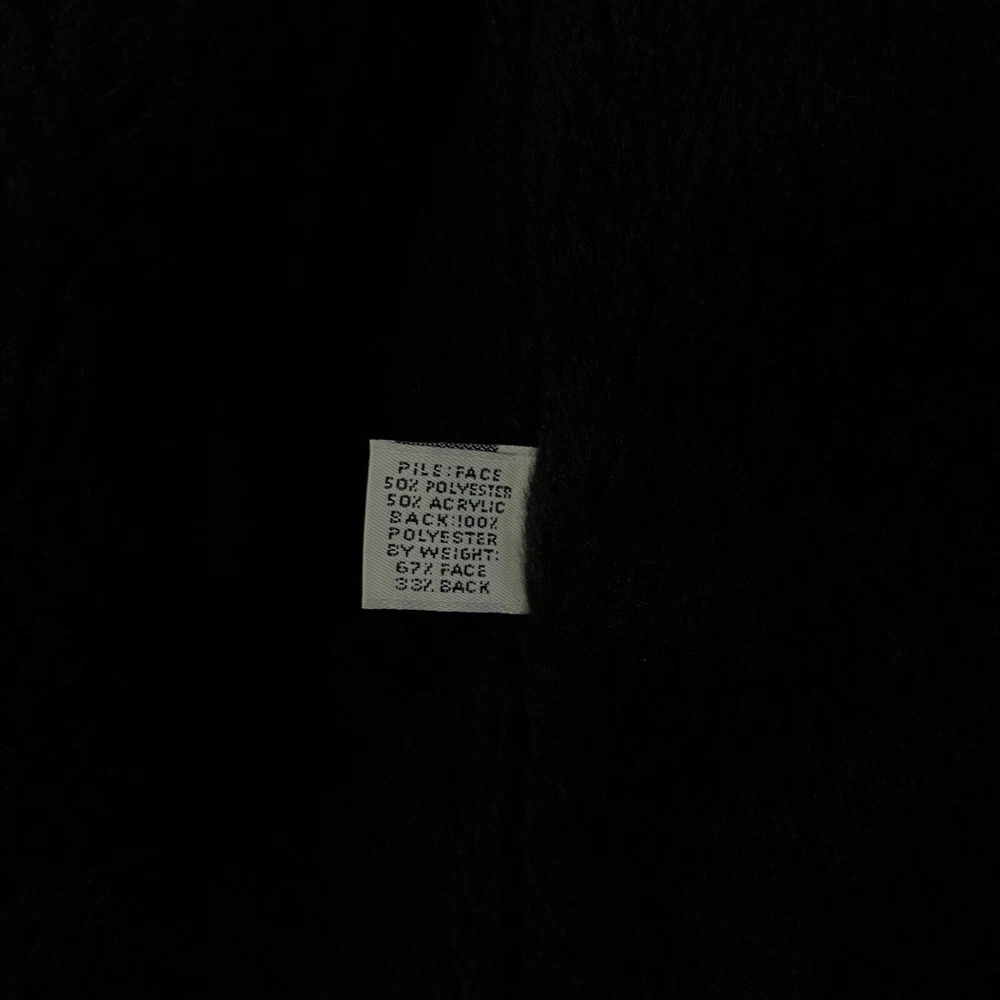 PILE:FACE
50% POLYESTER
50% ACRYLIC
BACK:100%
POLYESTER
BY WEIGHT:
67% FACE
33% BACK